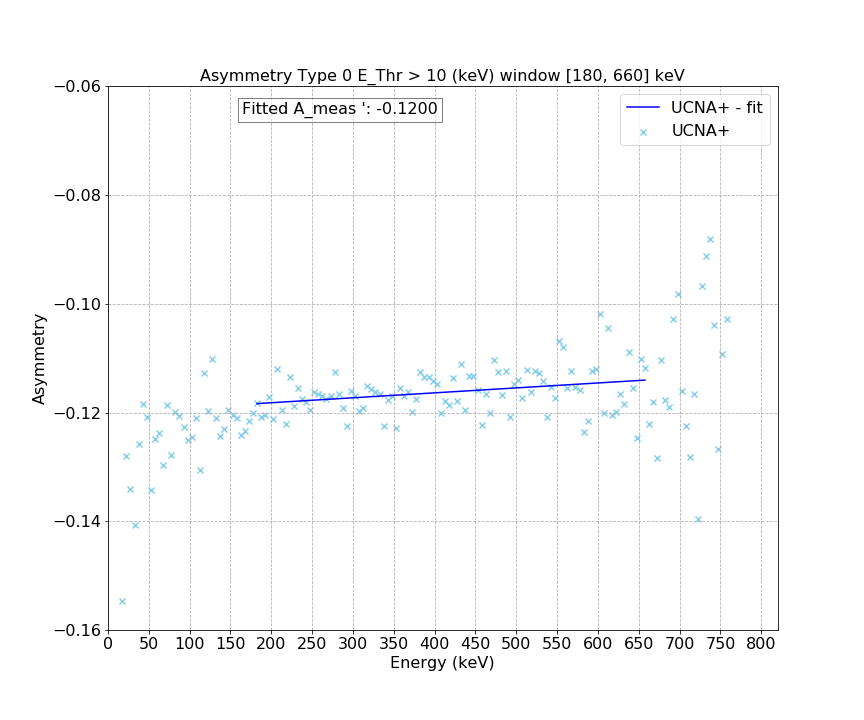 Asymmetry Type 0 E_Thr > 10 (keV) window [180, 660] keV
Fitted A_meas ': -0.1200
UCNA+ - fit
UCNA+
Asymmetry
−0.06
−0.08
−0.10
−0.12
−0.14
−0.16
0 50 100 150 200 250 300 350 400 450 500 550 600 650 700 750 800
Energy (keV)